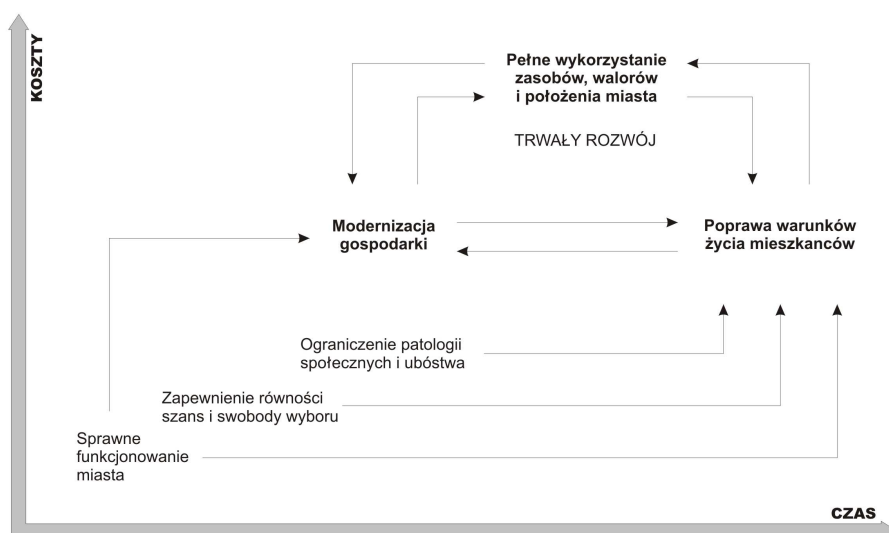 KOSZTY
Pełne wykorzystanie
zasobów, walorów
i położenia miasta
TRWAŁY ROZWÓJ
Modernizacja
gospodarki
Poprawa warunków
życia mieszkanców
Ograniczenie patologii
społecznych i ubóstwa
Zapewnienie równości
szans i swobody wyboru
Sprawne
funkcjonowanie
miasta
CZAS